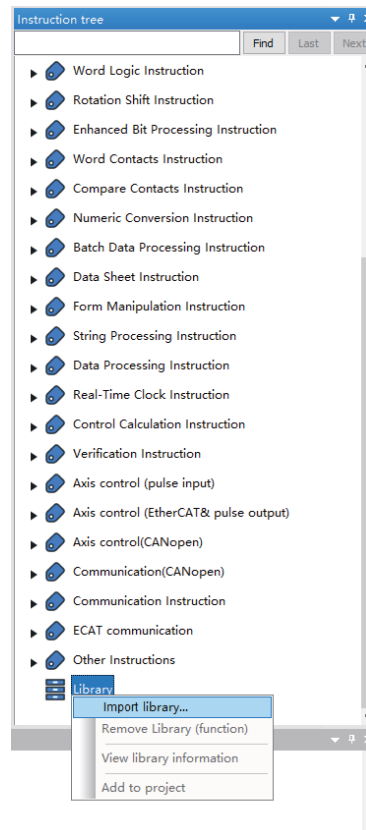 Instruction tree
Find Last Next
Word Logic Instruction
Rotation Shift Instruction
Enhanced Bit Processing Instruction
Word Contacts Instruction
Compare Contacts Instruction
Numeric Conversion Instruction
Batch Data Processing Instruction
Data Sheet Instruction
Form Manipulation Instruction
String Processing Instruction
Data Processing Instruction
Real-Time Clock Instruction
Control Calculation Instruction
Verification Instruction
Axis control (pulse input)
Axis control (EtherCAT& pulse output)
Axis control(CANopen)
Communication(CANopen)
Communication Instruction
ECAT communication
Other Instructions
Library
Import library...
Remove Library (function)
View library information
Add to project